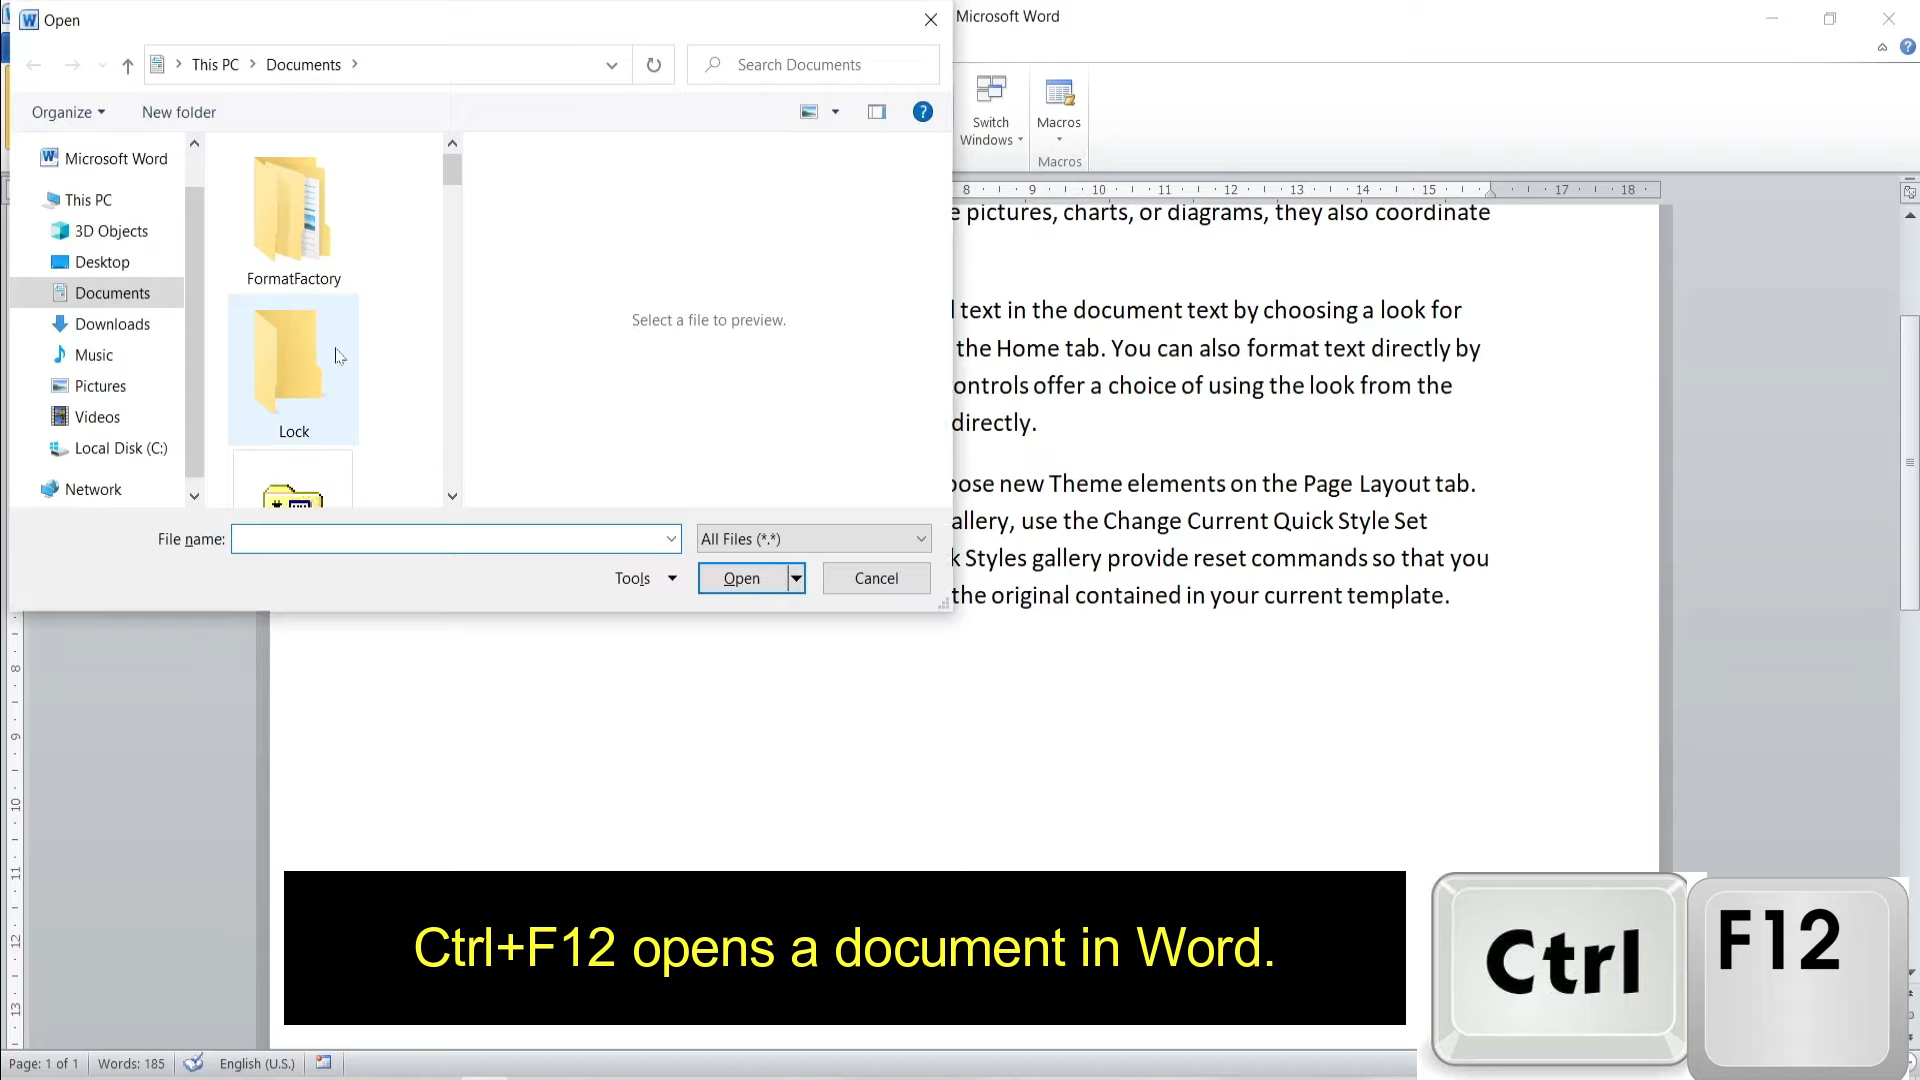 Open
Microsoft Word
This PC
Documents
Search Documents
Organize
New folder
Switch
Windows
Macros
Macros
Microsoft Word
This PC
3D Objects
Desktop
Documents
Downloads
Music
Pictures
Videos
Local Disk (C:)
Network
FormatFactory
Lock
Select a file to preview.
File name:
All Files (*.*)
Tools
Open
Cancel
8 9 10 11 12 13 14 15 17 18
e pictures, charts, or diagrams, they also coordinate
text in the document text by choosing a look for
the Home tab. You can also format text directly by
ontrols offer a choice of using the look from the
directly.
oose new Theme elements on the Page Layout tab.
allery, use the Change Current Quick Style Set
k Styles gallery provide reset commands so that you
the original contained in your current template.
8
9
10
11
12
13
Ctrl+F12 opens a document in Word.
Ctrl
F12
Page: 1 of 1
Words: 185
English (U.S.)